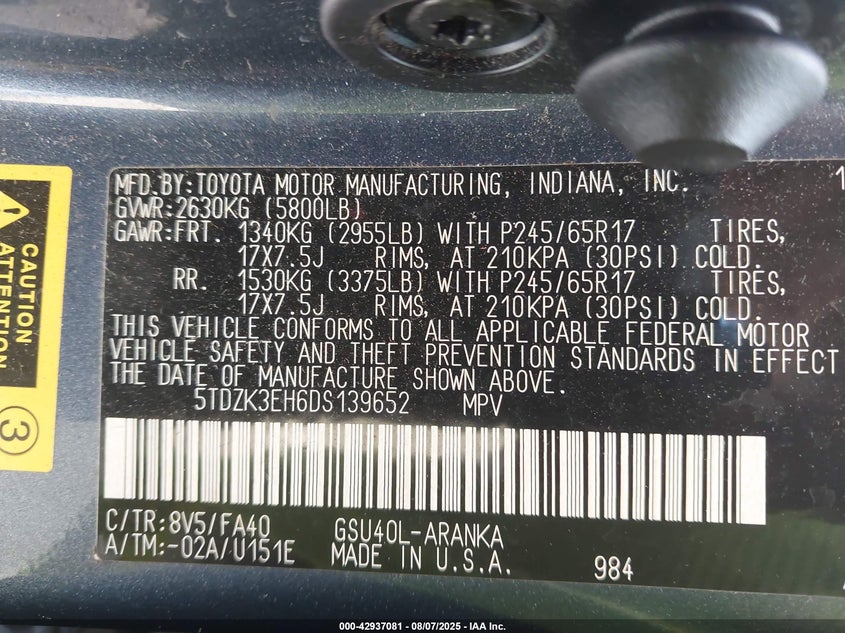 MFD.BY:TOYOTA MOTOR MANUFACTURING, INDIANA, INC.
GVWR:2630KG (5800LB)
GAWR:FRT. 1340KG (2955LB) WITH P245/65R17 TIRES,
17X7.5J RIMS, AT 210KPA (30PSI) COLD.
RR. 1530KG (3375LB) WITH P245/65R17 TIRES,
17X7.5J RIMS, AT 210KPA (30PSI) COLD.
THIS VEHICLE CONFORMS TO ALL APPLICABLE FEDERAL MOTOR
VEHICLE SAFETY AND THEFT PREVENTION STANDARDS IN EFFECT
THE DATE OF MANUFACTURE SHOWN ABOVE.
5TDZK3EH6DS139652 MPV
C/TR:8V5/FA40 GSU40L-ARANKA
A/TM:-02A/U151E MADE IN U.S.A. 984
CAUTION
ATTENTION
3
000-42937081 - 08/07/2025 - IAA Inc.